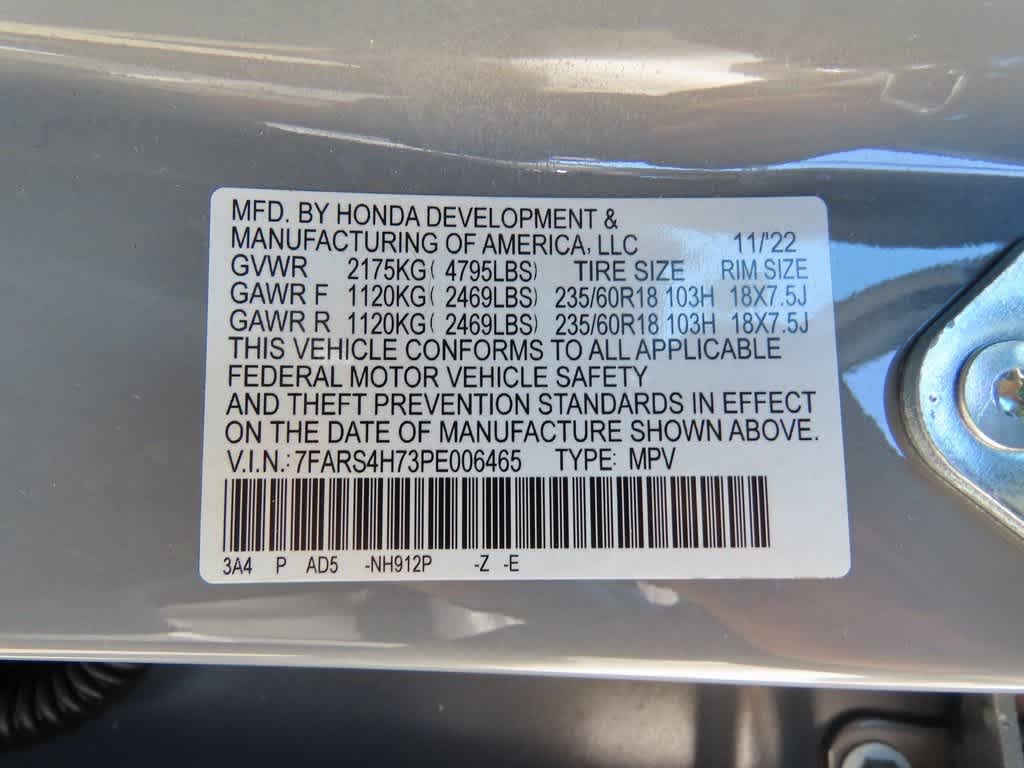 MFD. BY HONDA DEVELOPMENT &
MANUFACTURING OF AMERICA, LLC 11/'22
GVWR 2175KG( 4795LBS) TIRE SIZE RIM SIZE
GAWR F 1120KG( 2469LBS) 235/60R18 103H 18X7.5J
GAWR R 1120KG( 2469LBS) 235/60R18 103H 18X7.5J
THIS VEHICLE CONFORMS TO ALL APPLICABLE
FEDERAL MOTOR VEHICLE SAFETY
AND THEFT PREVENTION STANDARDS IN EFFECT
ON THE DATE OF MANUFACTURE SHOWN ABOVE.
V.I.N.: 7FARS4H73PE006465 TYPE: MPV
3A4 P AD5 -NH912P -Z -E